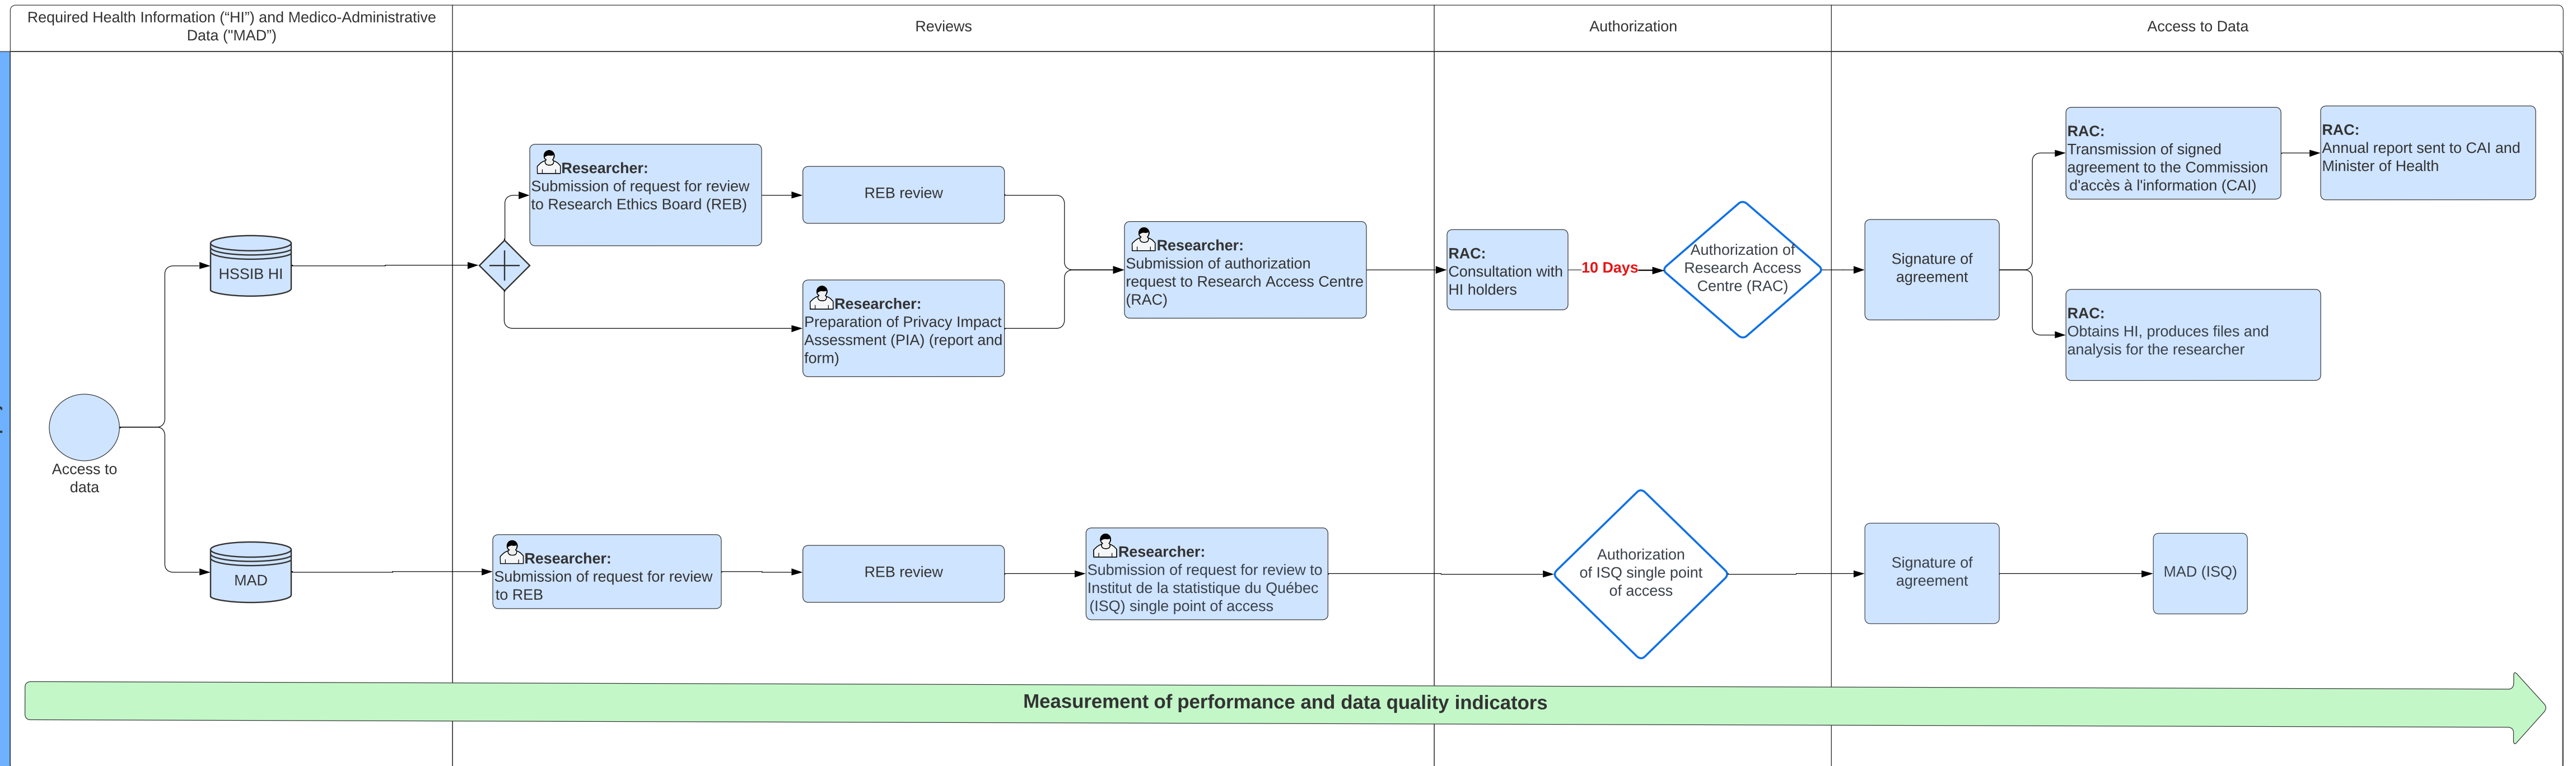 Required Health Information (“HI”) and Medico-Administrative
Data ("MAD”)
Reviews
Authorization
Access to Data
Access to
data
HSSIB HI
Researcher:
Submission of request for review
to Research Ethics Board (REB)
REB review
Researcher:
Preparation of Privacy Impact
Assessment (PIA) (report and
form)
Researcher:
Submission of authorization
request to Research Access Centre
(RAC)
RAC:
Consultation with
HI holders
10 Days
Authorization of
Research Access
Centre (RAC)
Signature of
agreement
RAC:
Transmission of signed
agreement to the Commission
d'accès à l'information (CAI)
RAC:
Annual report sent to CAI and
Minister of Health
RAC:
Obtains HI, produces files and
analysis for the researcher
MAD
Researcher:
Submission of request for review
to REB
REB review
Researcher:
Submission of request for review to
Institut de la statistique du Québec
(ISQ) single point of access
Authorization
of ISQ single point
of access
Signature of
agreement
MAD (ISQ)
Measurement of performance and data quality indicators